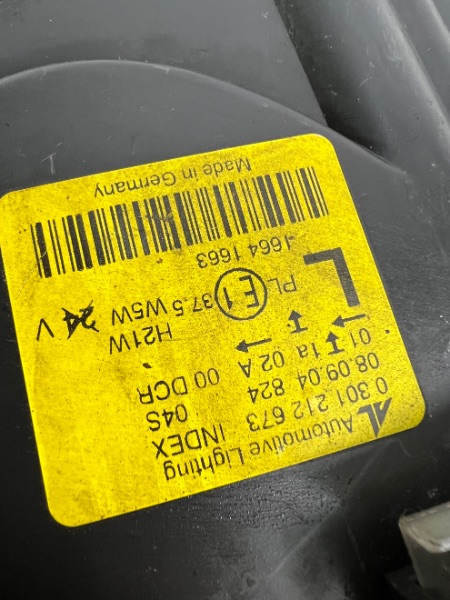 AL Automotive Lighting
0 301 212 673 INDEX
08.09.04 824 04S
01 1a 02 A 00 DCR
H21W
PL E1 37.5 W5W
L 24 V
1664 1663
Made in Germany